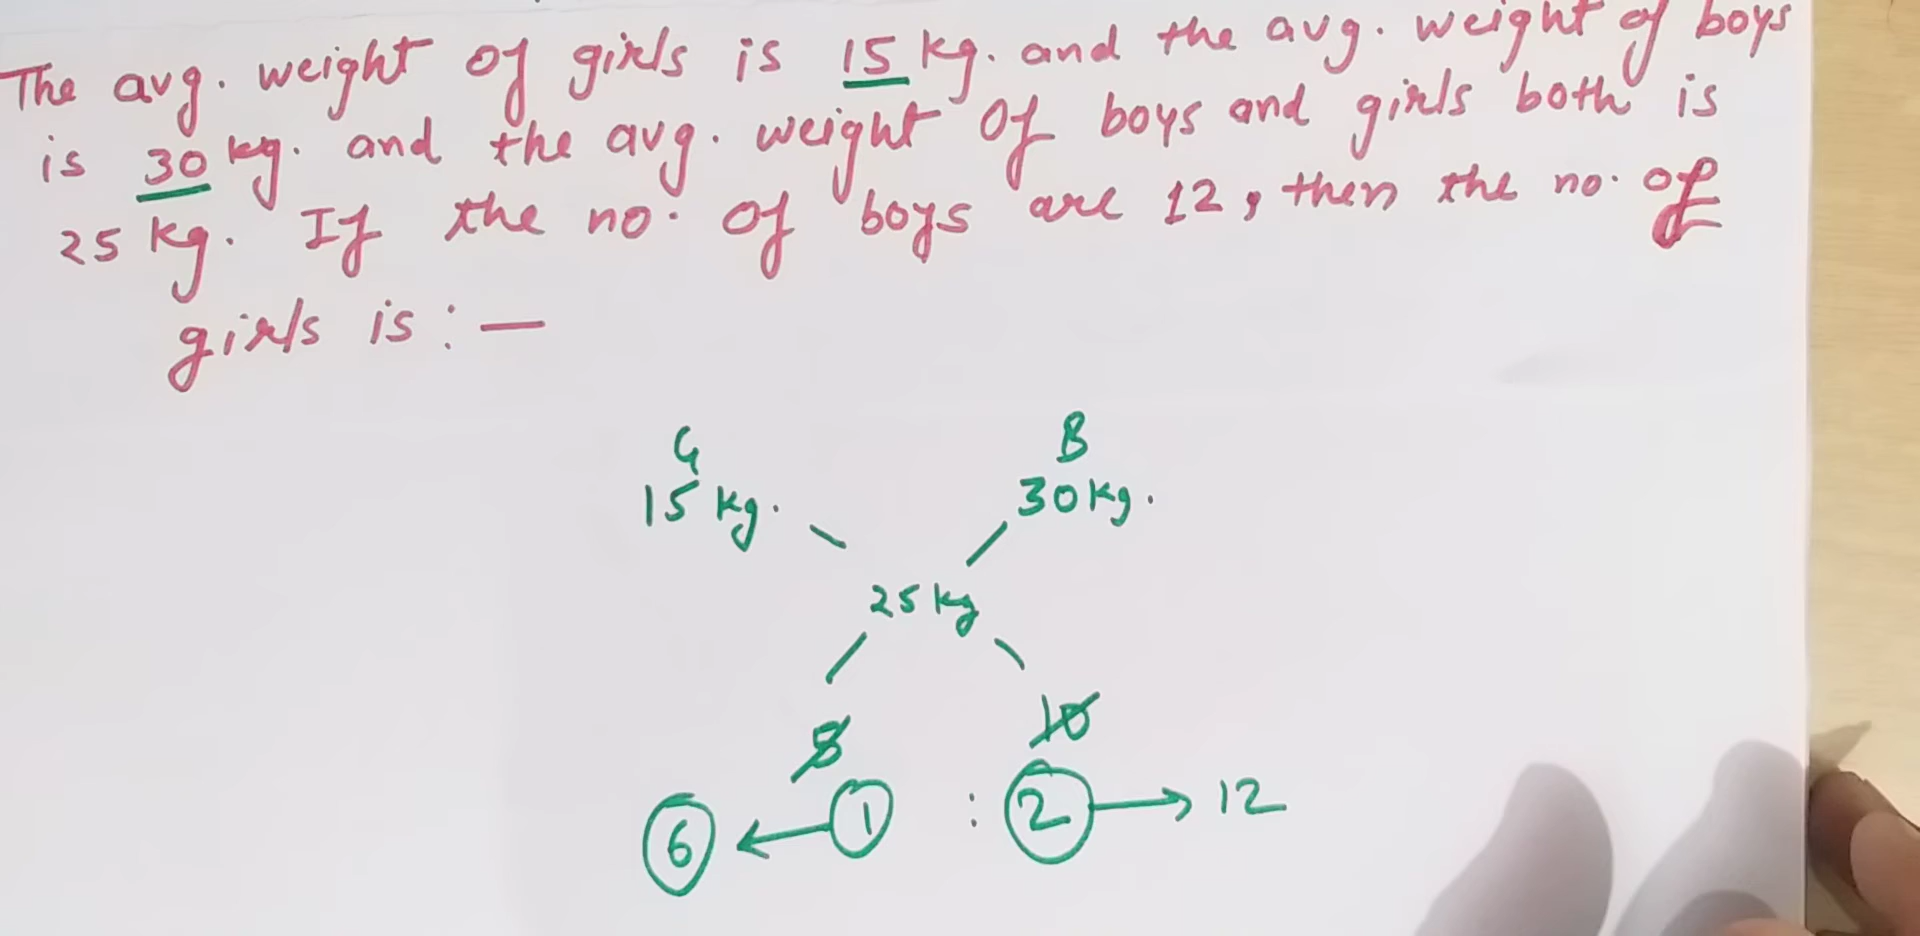 The avg. weight of girls is 15 kg. and the avg. weight of boys
is 30 kg. and the avg. weight of boys and girls both is
25 kg. If the no. of boys are 12, then the no. of
girls is : —
G B
15 kg. 30 kg.
25 kg
5 10
6 1 : 2 12